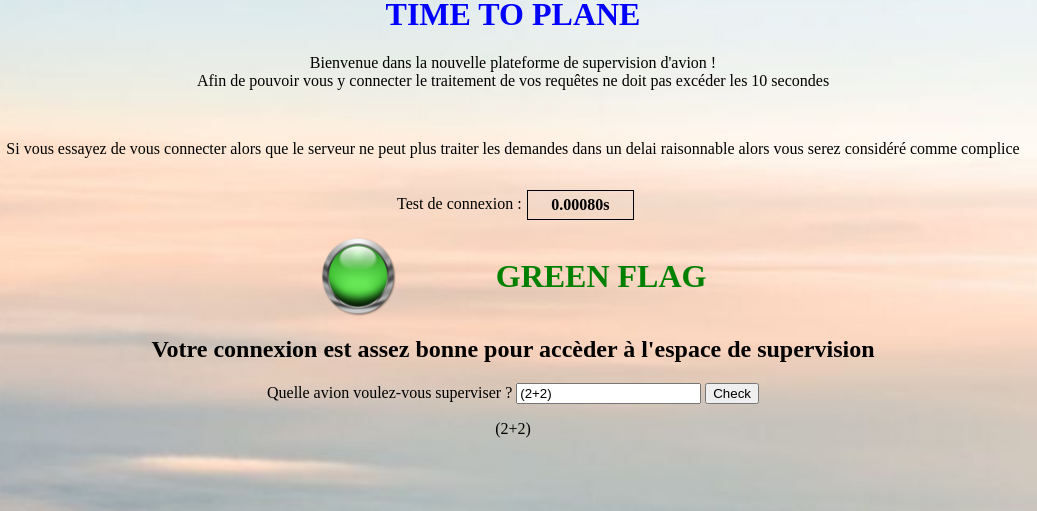 TIME TO PLANE
Bienvenue dans la nouvelle plateforme de supervision d'avion !
Afin de pouvoir vous y connecter le traitement de vos requêtes ne doit pas excéder les 10 secondes
Si vous essayez de vous connecter alors que le serveur ne peut plus traiter les demandes dans un delai raisonnable alors vous serez considéré comme complice
Test de connexion : 0.00080s
GREEN FLAG
Votre connexion est assez bonne pour accèder à l'espace de supervision
Quelle avion voulez-vous superviser ? (2+2) Check
(2+2)